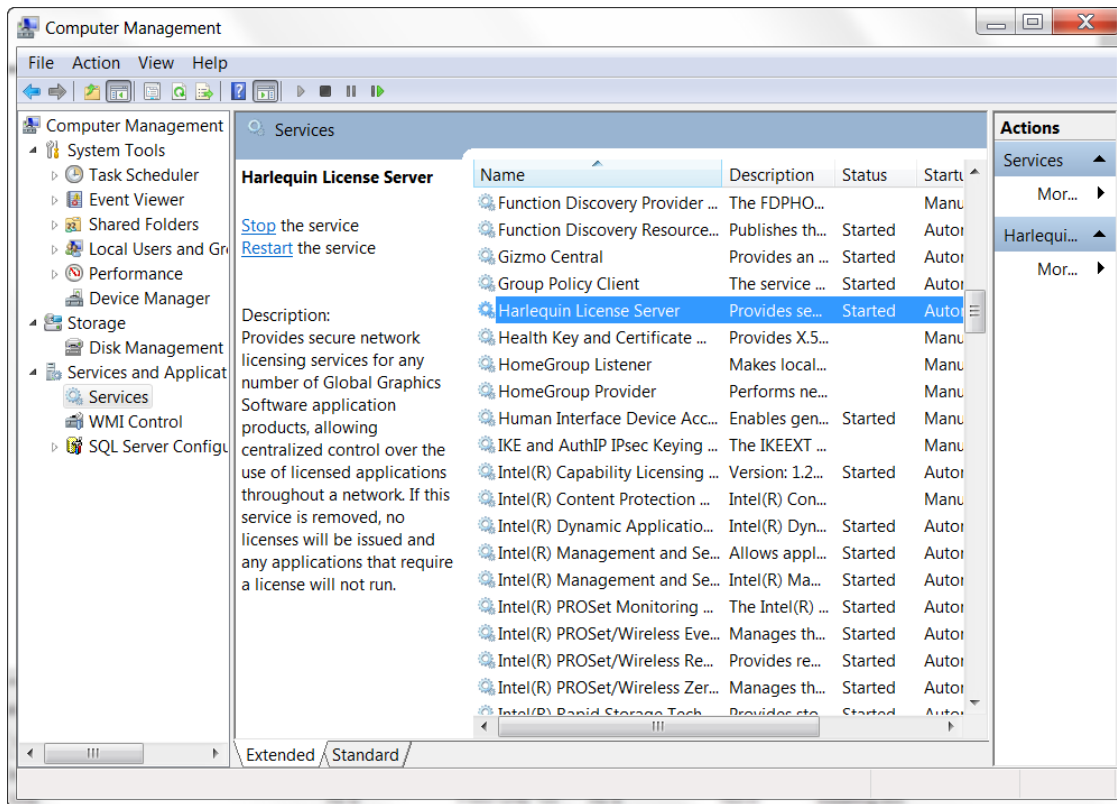 Computer Management
File Action View Help
Computer Management
System Tools
Task Scheduler
Event Viewer
Shared Folders
Local Users and Gr
Performance
Device Manager
Storage
Disk Management
Services and Applicat
Services
WMI Control
SQL Server Configu
Services
Harlequin License Server
Stop the service
Restart the service
Description:
Provides secure network
licensing services for any
number of Global Graphics
Software application
products, allowing
centralized control over the
use of licensed applications
throughout a network. If this
service is removed, no
licenses will be issued and
any applications that require
a license will not run.
Name Description Status Startu
Function Discovery Provider ... The FDPHO... Manu
Function Discovery Resource... Publishes th... Started Autor
Gizmo Central Provides an ... Started Autor
Group Policy Client The service ... Started Autor
Harlequin License Server Provides se... Started Autor
Health Key and Certificate ... Provides X.5... Manu
HomeGroup Listener Makes local... Manu
HomeGroup Provider Performs ne... Manu
Human Interface Device Acc... Enables gen... Started Manu
IKE and AuthIP IPsec Keying ... The IKEEXT ... Manu
Intel(R) Capability Licensing ... Version: 1.2... Started Autor
Intel(R) Content Protection ... Intel(R) Con... Manu
Intel(R) Dynamic Applicatio... Intel(R) Dyn... Started Autor
Intel(R) Management and Se... Allows appl... Started Autor
Intel(R) Management and Se... Intel(R) Ma... Started Autor
Intel(R) PROSet Monitoring ... The Intel(R) ... Started Autor
Intel(R) PROSet/Wireless Eve... Manages th... Started Autor
Intel(R) PROSet/Wireless Re... Provides re... Started Autor
Intel(R) PROSet/Wireless Zer... Manages th... Started Autor
Intel(R) Rapid Storage Tech... Provides sto... Started Autor
Extended Standard
Actions
Services
Mor...
Harlequi...
Mor...